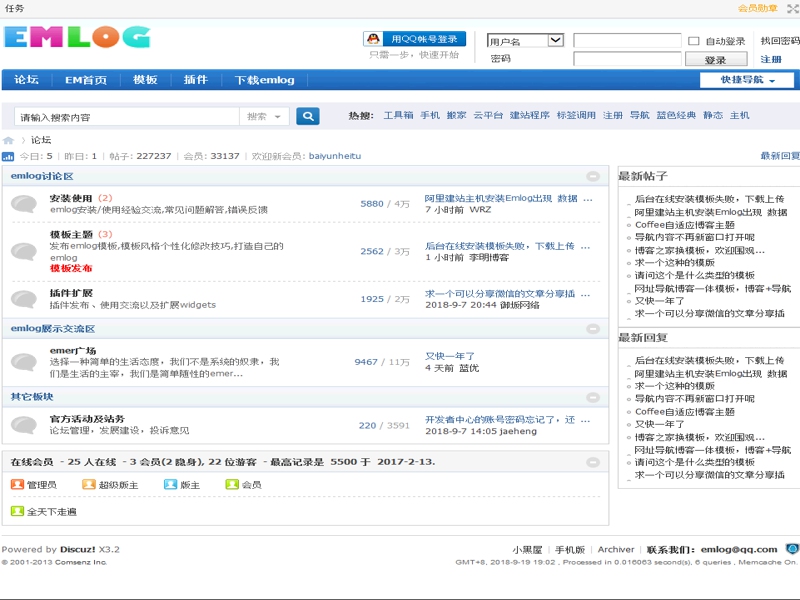 任务
会员勋章
EMLOG
用QQ帐号登录
只需一步，快速开始
用户名
自动登录
找回密码
密码
登录
注册
论坛 EM首页 模板 插件 下载emlog
快捷导航
请输入搜索内容
搜索
热搜: 工具箱 手机 搬家 云平台 建站程序 标签调用 注册 导航 蓝色经典 静态 主机
论坛
今日: 5 | 昨日: 1 | 帖子: 227237 | 会员: 33137 | 欢迎新会员: baiyunheitu
最新回复
emlog讨论区
安装使用 (2)
emlog安装/使用经验交流,常见问题解答,错误反馈
5880 / 4万
阿里建站主机安装Emlog出现 数据 ...
7 小时前 WRZ
模板主题 (3)
发布emlog模板,模板风格个性化修改技巧,打造自己的
emlog
模板发布
2562 / 3万
后台在线安装模板失败，下载上传 ...
1 小时前 李明博客
插件扩展
插件发布、使用交流以及扩展widgets
1925 / 2万
求一个可以分享微信的文章分享插 ...
2018-9-7 20:44 御坂网络
emlog展示交流区
emer广场
选择一种简单的生活态度，我们不是系统的奴隶，我
们是生活的主宰，我们是简单随性的emer...
9467 / 11万
又快一年了
4 天前 蓝优
其它板块
官方活动及站务
论坛管理，发展建设，投诉意见
220 / 3591
开发者中心的账号密码忘记了，还 ...
2018-9-7 14:05 jaeheng
在线会员 - 25 人在线 - 3 会员(2 隐身), 22 位游客 - 最高记录是 5500 于 2017-2-13.
管理员 超级版主 版主 会员
全天下走遍
最新帖子
后台在线安装模板失败，下载上传
阿里建站主机安装Emlog出现 数据
Coffee自适应博客主题
导航内容不再新窗口打开呢
博客之家换模板，欢迎围观...
求一个这种的模版
请问这个是什么类型的模板
网址导航博客一体模板，博客+导航
又快一年了
求一个可以分享微信的文章分享插
最新回复
后台在线安装模板失败，下载上传
阿里建站主机安装Emlog出现 数据
求一个这种的模版
导航内容不再新窗口打开呢
Coffee自适应博客主题
又快一年了
博客之家换模板，欢迎围观...
网址导航博客一体模板，博客+导航
请问这个是什么类型的模板
求一个可以分享微信的文章分享插
Powered by Discuz! X3.2
© 2001-2013 Comsenz Inc.
小黑屋 | 手机版 | Archiver | 联系我们：emlog@qq.com
GMT+8, 2018-9-19 19:02 , Processed in 0.016063 second(s), 6 queries , Memcache On.